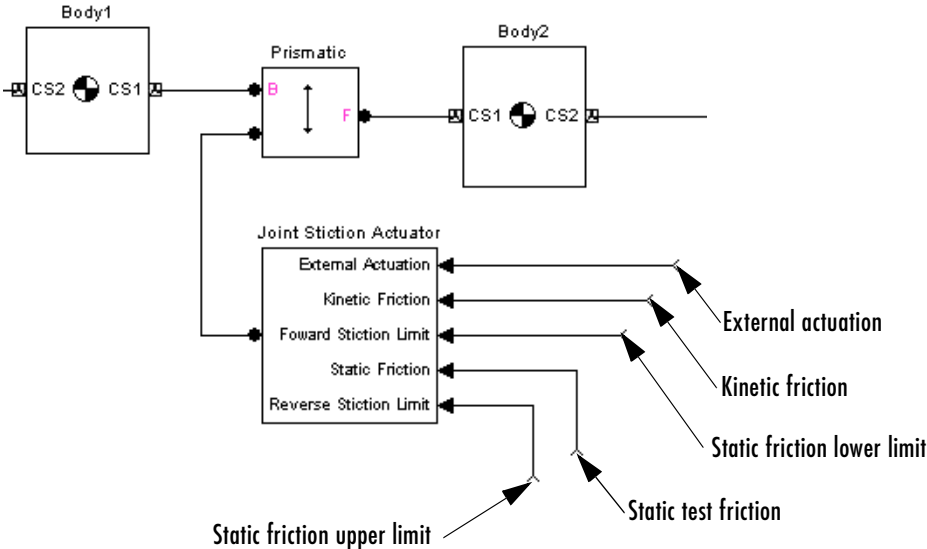 Body1
CS2 CS1
Prismatic
B
F
Body2
CS1 CS2
Joint Stiction Actuator
External Actuation
Kinetic Friction
Foward Stiction Limit
Static Friction
Reverse Stiction Limit
External actuation
Kinetic friction
Static friction lower limit
Static test friction
Static friction upper limit